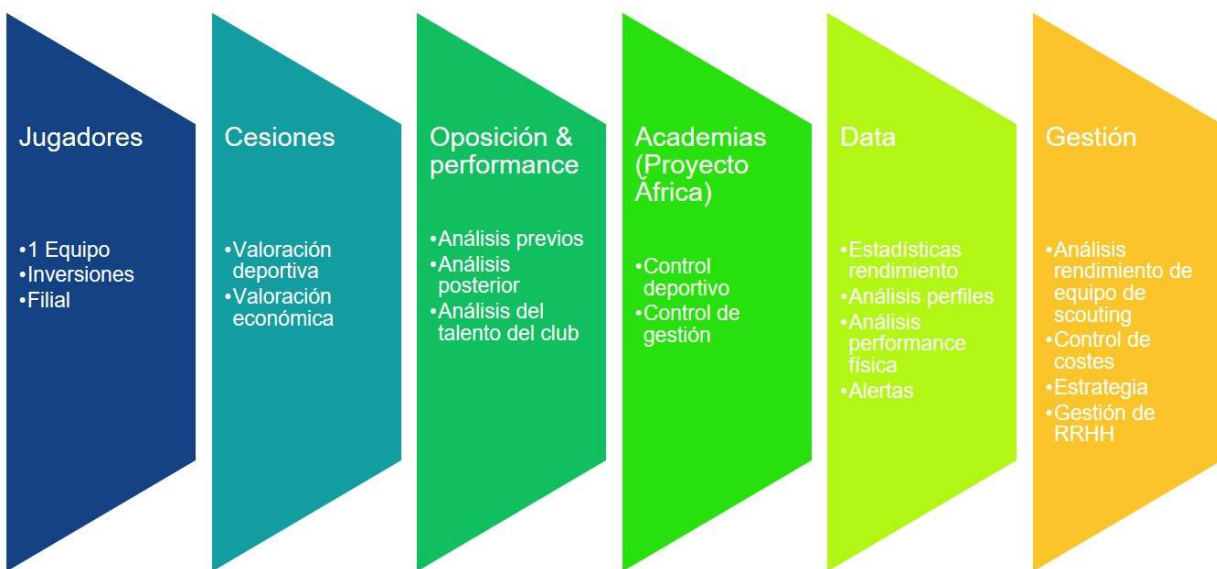 Jugadores
•1 Equipo
•Inversiones
•Filial
Cesiones
•Valoración
deportiva
•Valoración
económica
Oposición &
performance
•Análisis previos
•Análisis
posterior
•Análisis del
talento del club
Academias
(Proyecto
África)
•Control
deportivo
•Control de
gestión
Data
•Estadísticas
rendimiento
•Análisis perfiles
•Análisis
performance
física
•Alertas
Gestión
•Análisis
rendimiento de
equipo de
scouting
•Control de
costes
•Estrategia
•Gestión de
RRHH